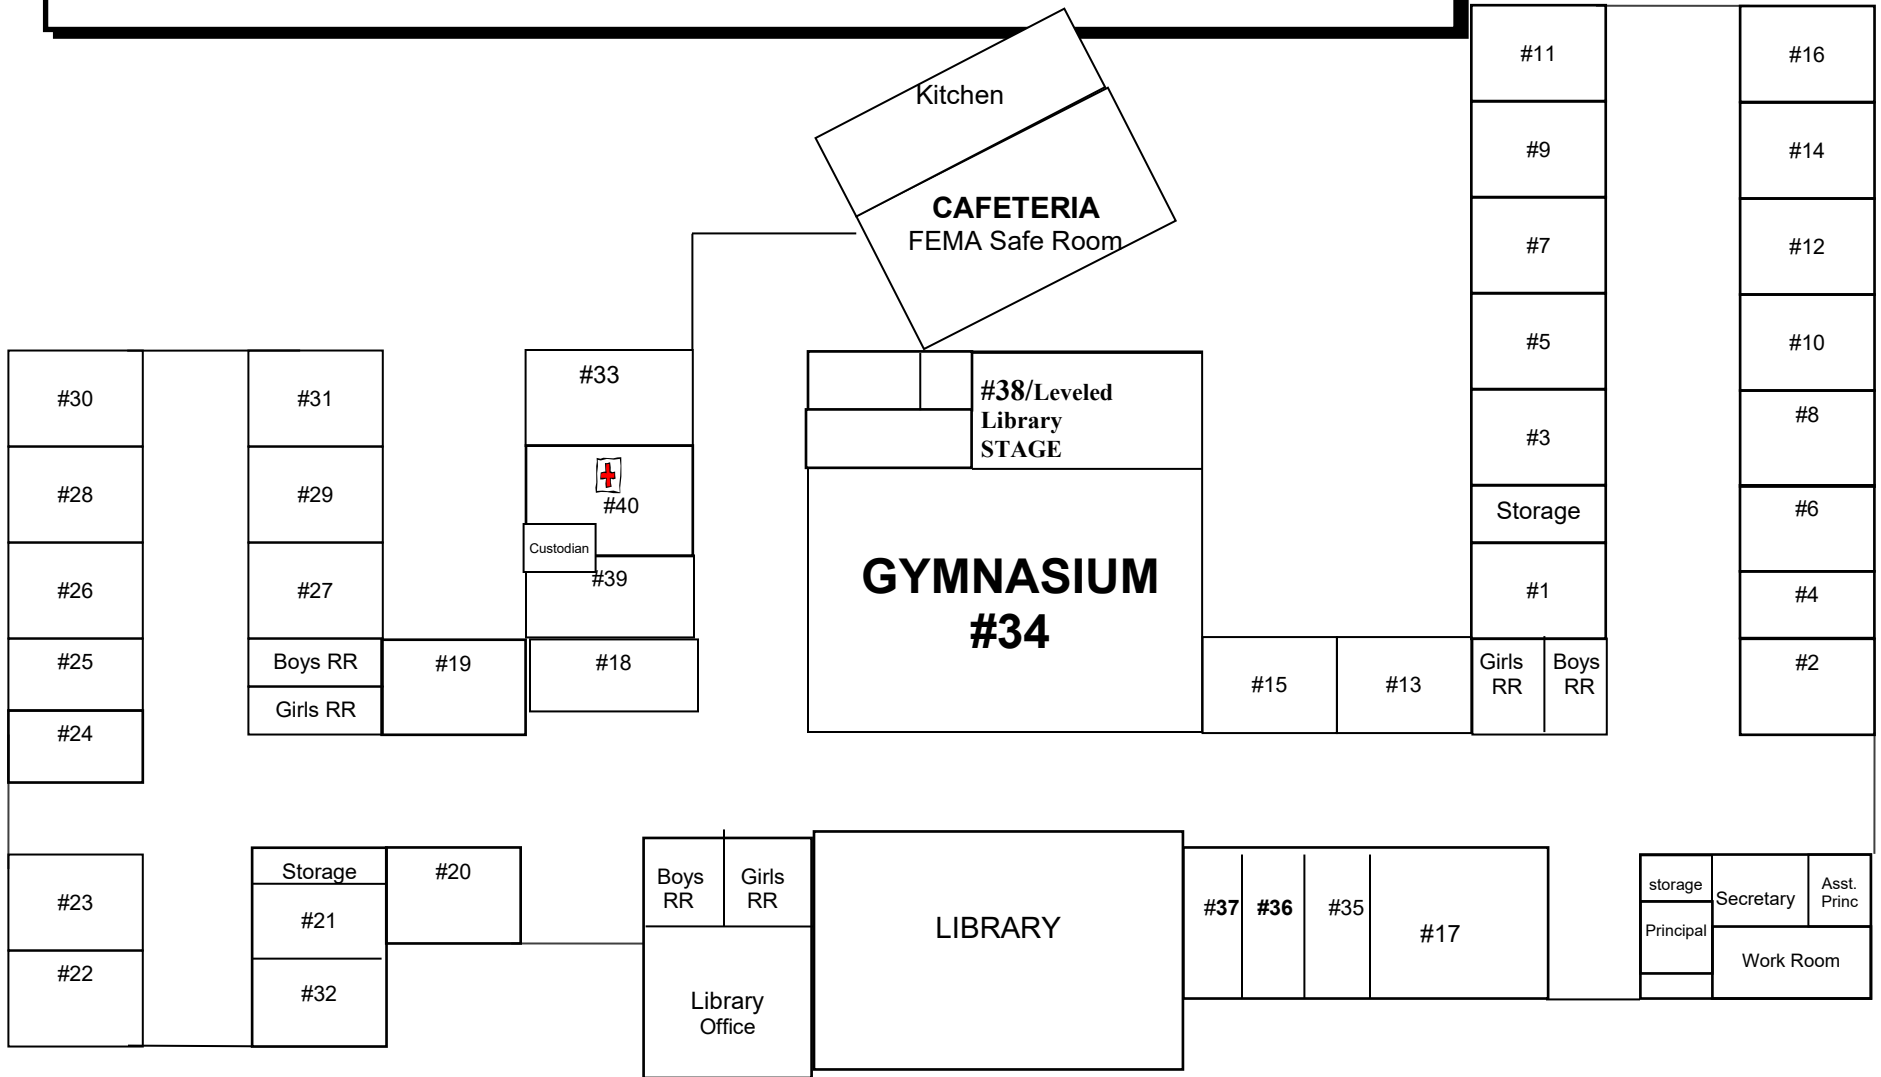 #11
#16
Kitchen
#9
#14
CAFETERIA
FEMA Safe Room
#7
#12
#5
#10
#30
#31
#33
#38/Leveled
Library
STAGE
#3
#8
#28
#29
#40
Storage
#6
Custodian
#26
#27
#39
GYMNASIUM
#34
#1
#4
#25
Boys RR
Girls RR
#19
#18
#15
#13
Girls
RR
Boys
RR
#2
#24
#23
Storage
#21
#32
#20
Boys
RR
Girls
RR
Library
Office
LIBRARY
#37
#36
#35
#17
storage
Principal
Secretary
Asst.
Princ
Work Room
#22